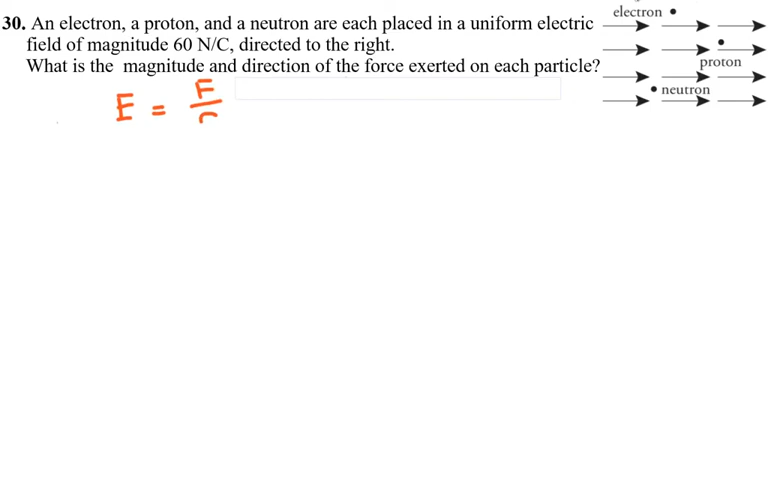 30. An electron, a proton, and a neutron are each placed in a uniform electric
field of magnitude 60 N/C, directed to the right.
What is the magnitude and direction of the force exerted on each particle?
electron
proton
neutron
E = F